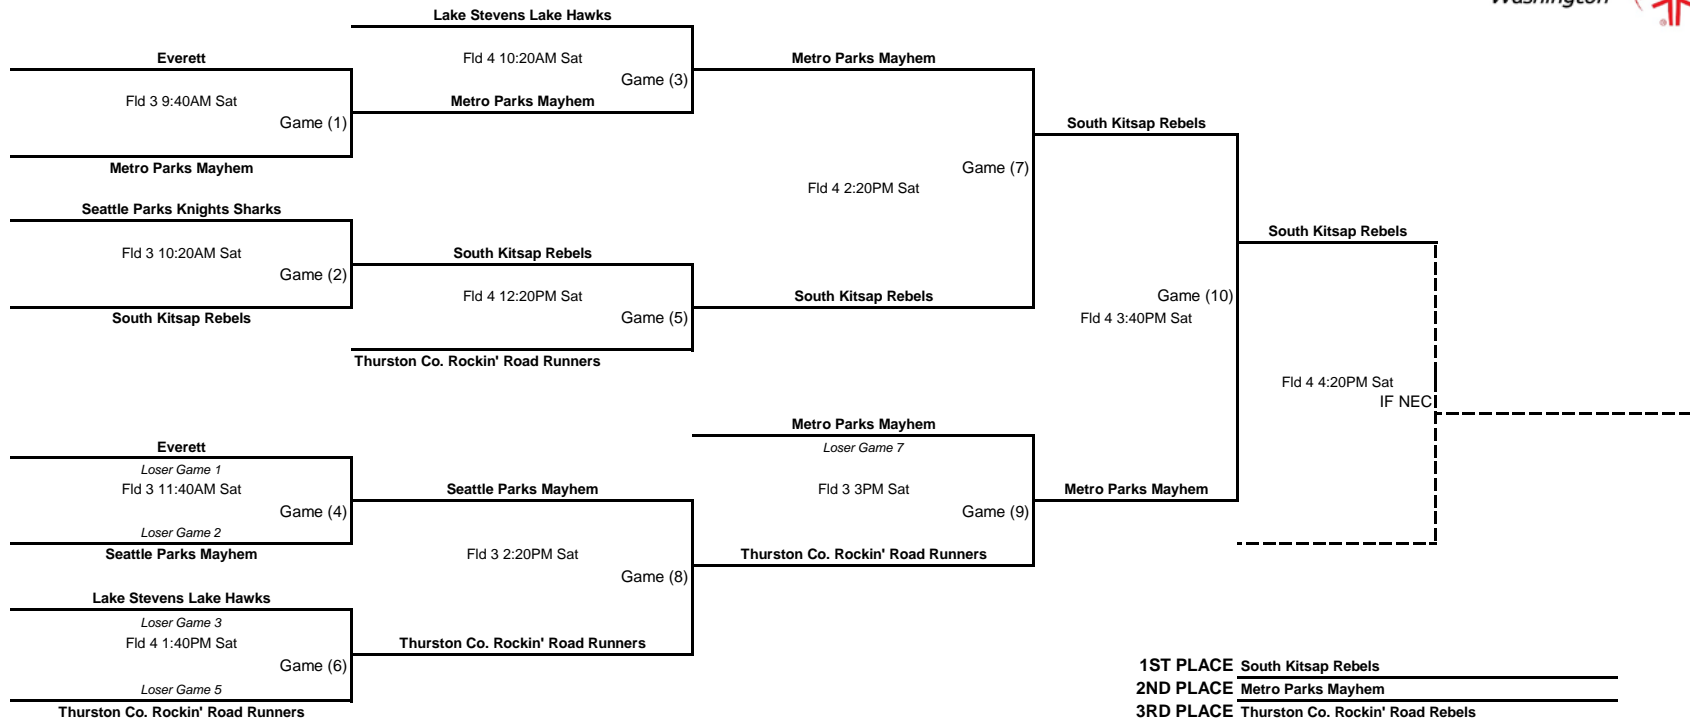 Washington
Lake Stevens Lake Hawks
Everett
Fld 4 10:20AM Sat
Metro Parks Mayhem
Game (3)
Fld 3 9:40AM Sat
Metro Parks Mayhem
Game (1)
South Kitsap Rebels
Metro Parks Mayhem
Game (7)
Fld 4 2:20PM Sat
Seattle Parks Knights Sharks
South Kitsap Rebels
Fld 3 10:20AM Sat
South Kitsap Rebels
Game (2)
Fld 4 12:20PM Sat
South Kitsap Rebels
Game (10)
South Kitsap Rebels
Game (5)
Fld 4 3:40PM Sat
Thurston Co. Rockin' Road Runners
Fld 4 4:20PM Sat
IF NEC
Metro Parks Mayhem
Everett
Loser Game 7
Loser Game 1
Fld 3 11:40AM Sat
Seattle Parks Mayhem
Fld 3 3PM Sat
Metro Parks Mayhem
Game (4)
Game (9)
Loser Game 2
Seattle Parks Mayhem
Fld 3 2:20PM Sat
Thurston Co. Rockin' Road Runners
Game (8)
Lake Stevens Lake Hawks
Loser Game 3
Fld 4 1:40PM Sat
Thurston Co. Rockin' Road Runners
Game (6)
1ST PLACE South Kitsap Rebels
Loser Game 5
2ND PLACE Metro Parks Mayhem
Thurston Co. Rockin' Road Runners
3RD PLACE Thurston Co. Rockin' Road Rebels